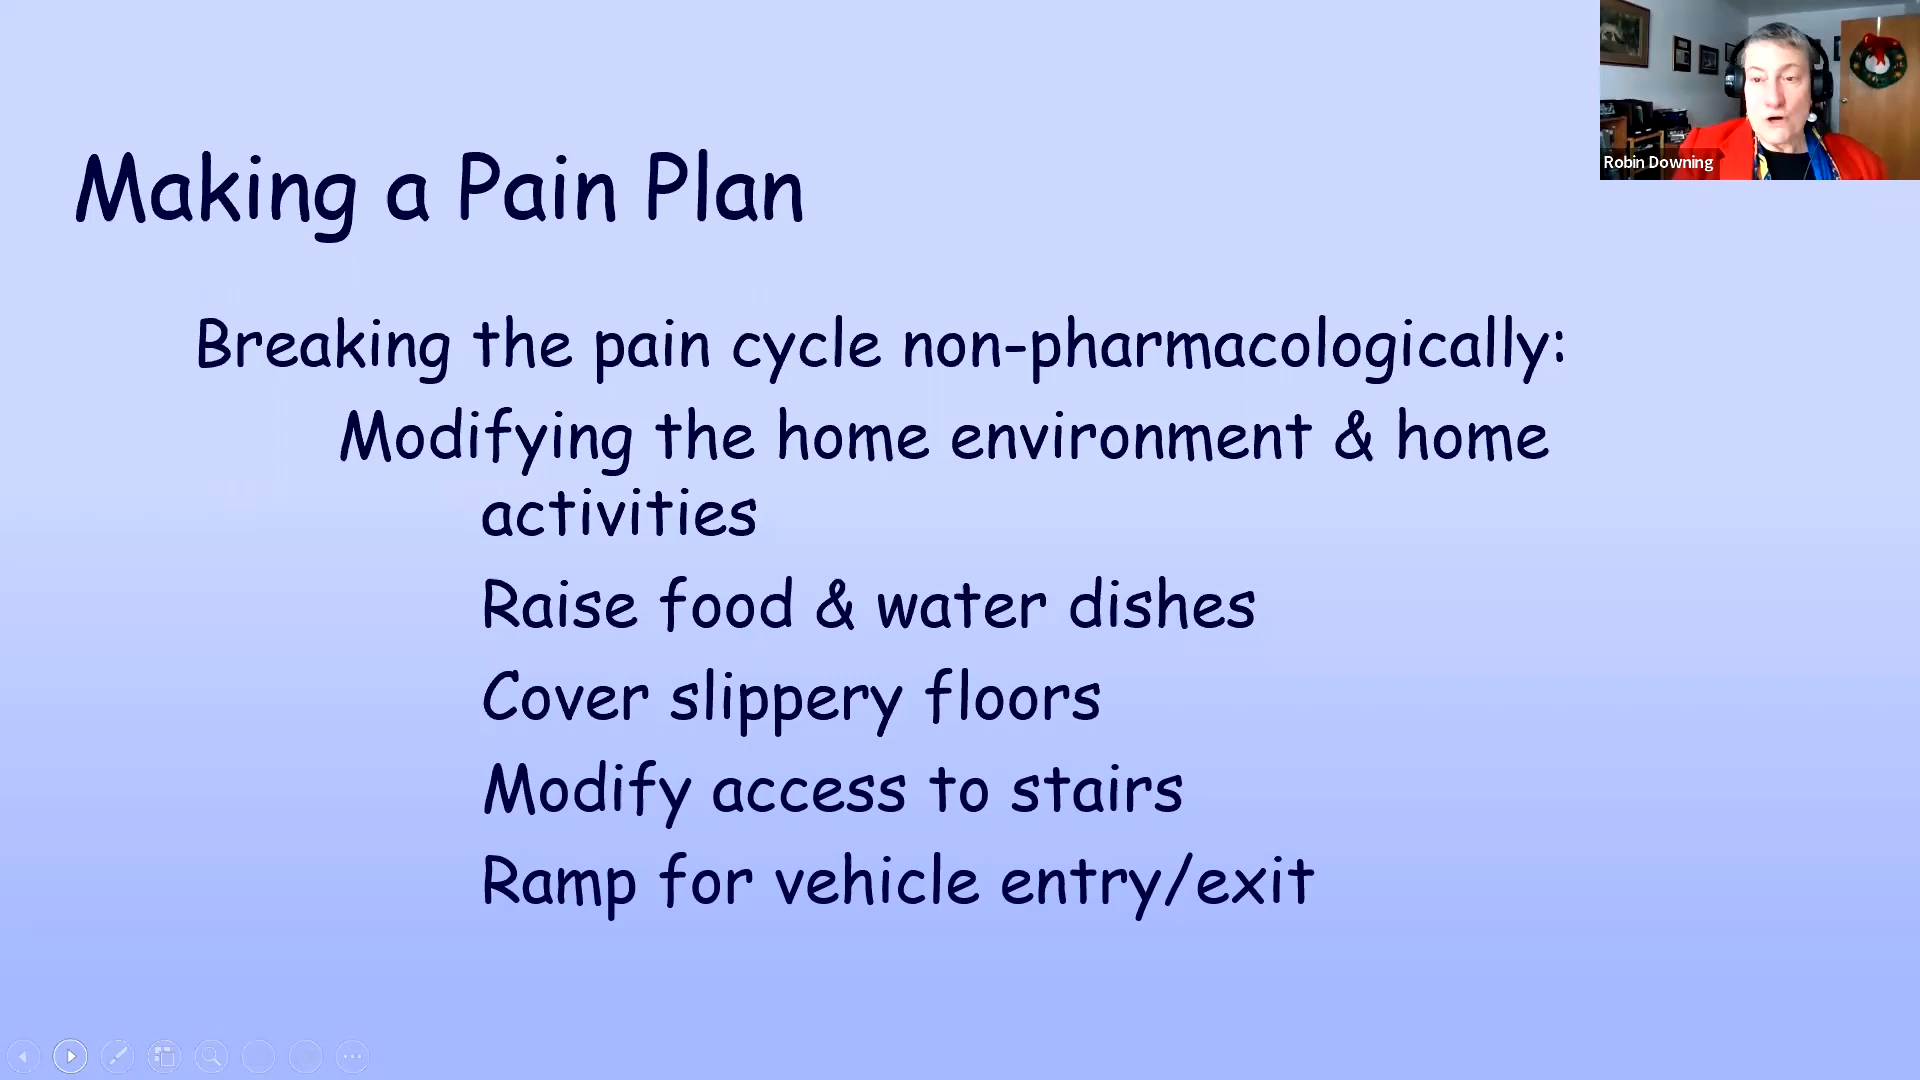 Making a Pain Plan
Breaking the pain cycle non-pharmacologically:
Modifying the home environment & home
activities
Raise food & water dishes
Cover slippery floors
Modify access to stairs
Ramp for vehicle entry/exit
Robin Downing